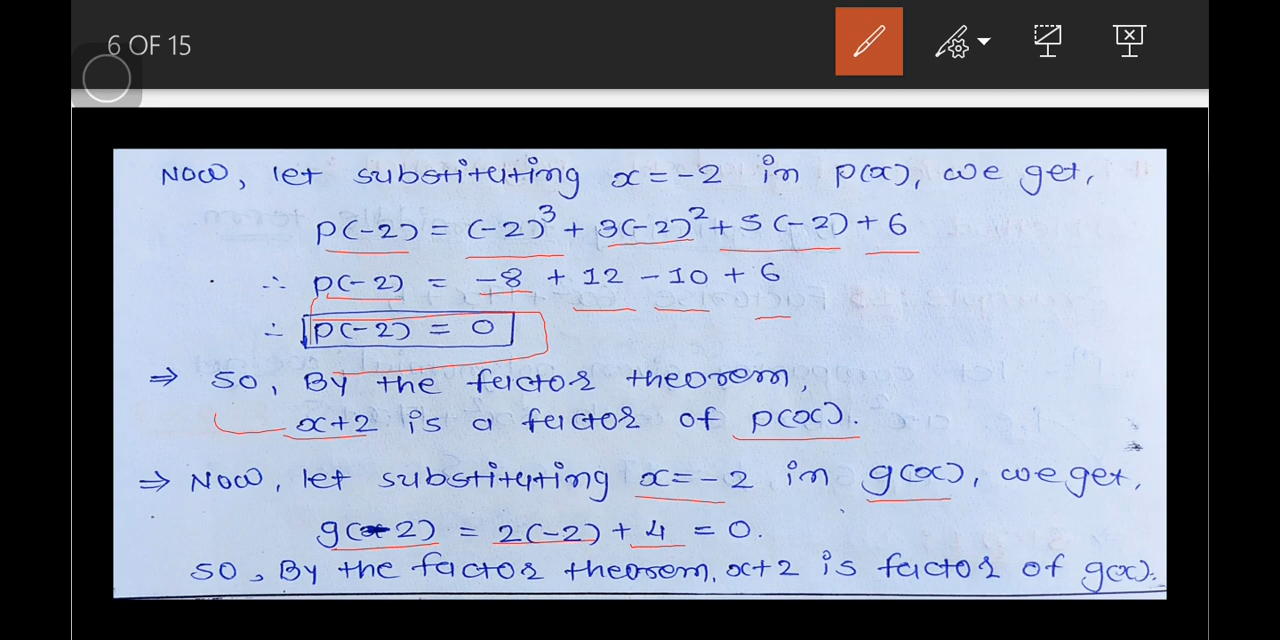 6 OF 15
Now, let substituting x=-2 in p(x), we get,
p(-2) = (-2)³ + 3(-2)² + 5(-2) + 6
∴ p(-2) = -8 + 12 - 10 + 6
∴ p(-2) = 0
⇒ So, By the factor theorem,
x+2 is a factor of p(x).
⇒ Now, let substituting x=-2 in g(x), we get,
g(-2) = 2(-2) + 4 = 0.
So, By the factor theorem, x+2 is factor of g(x).